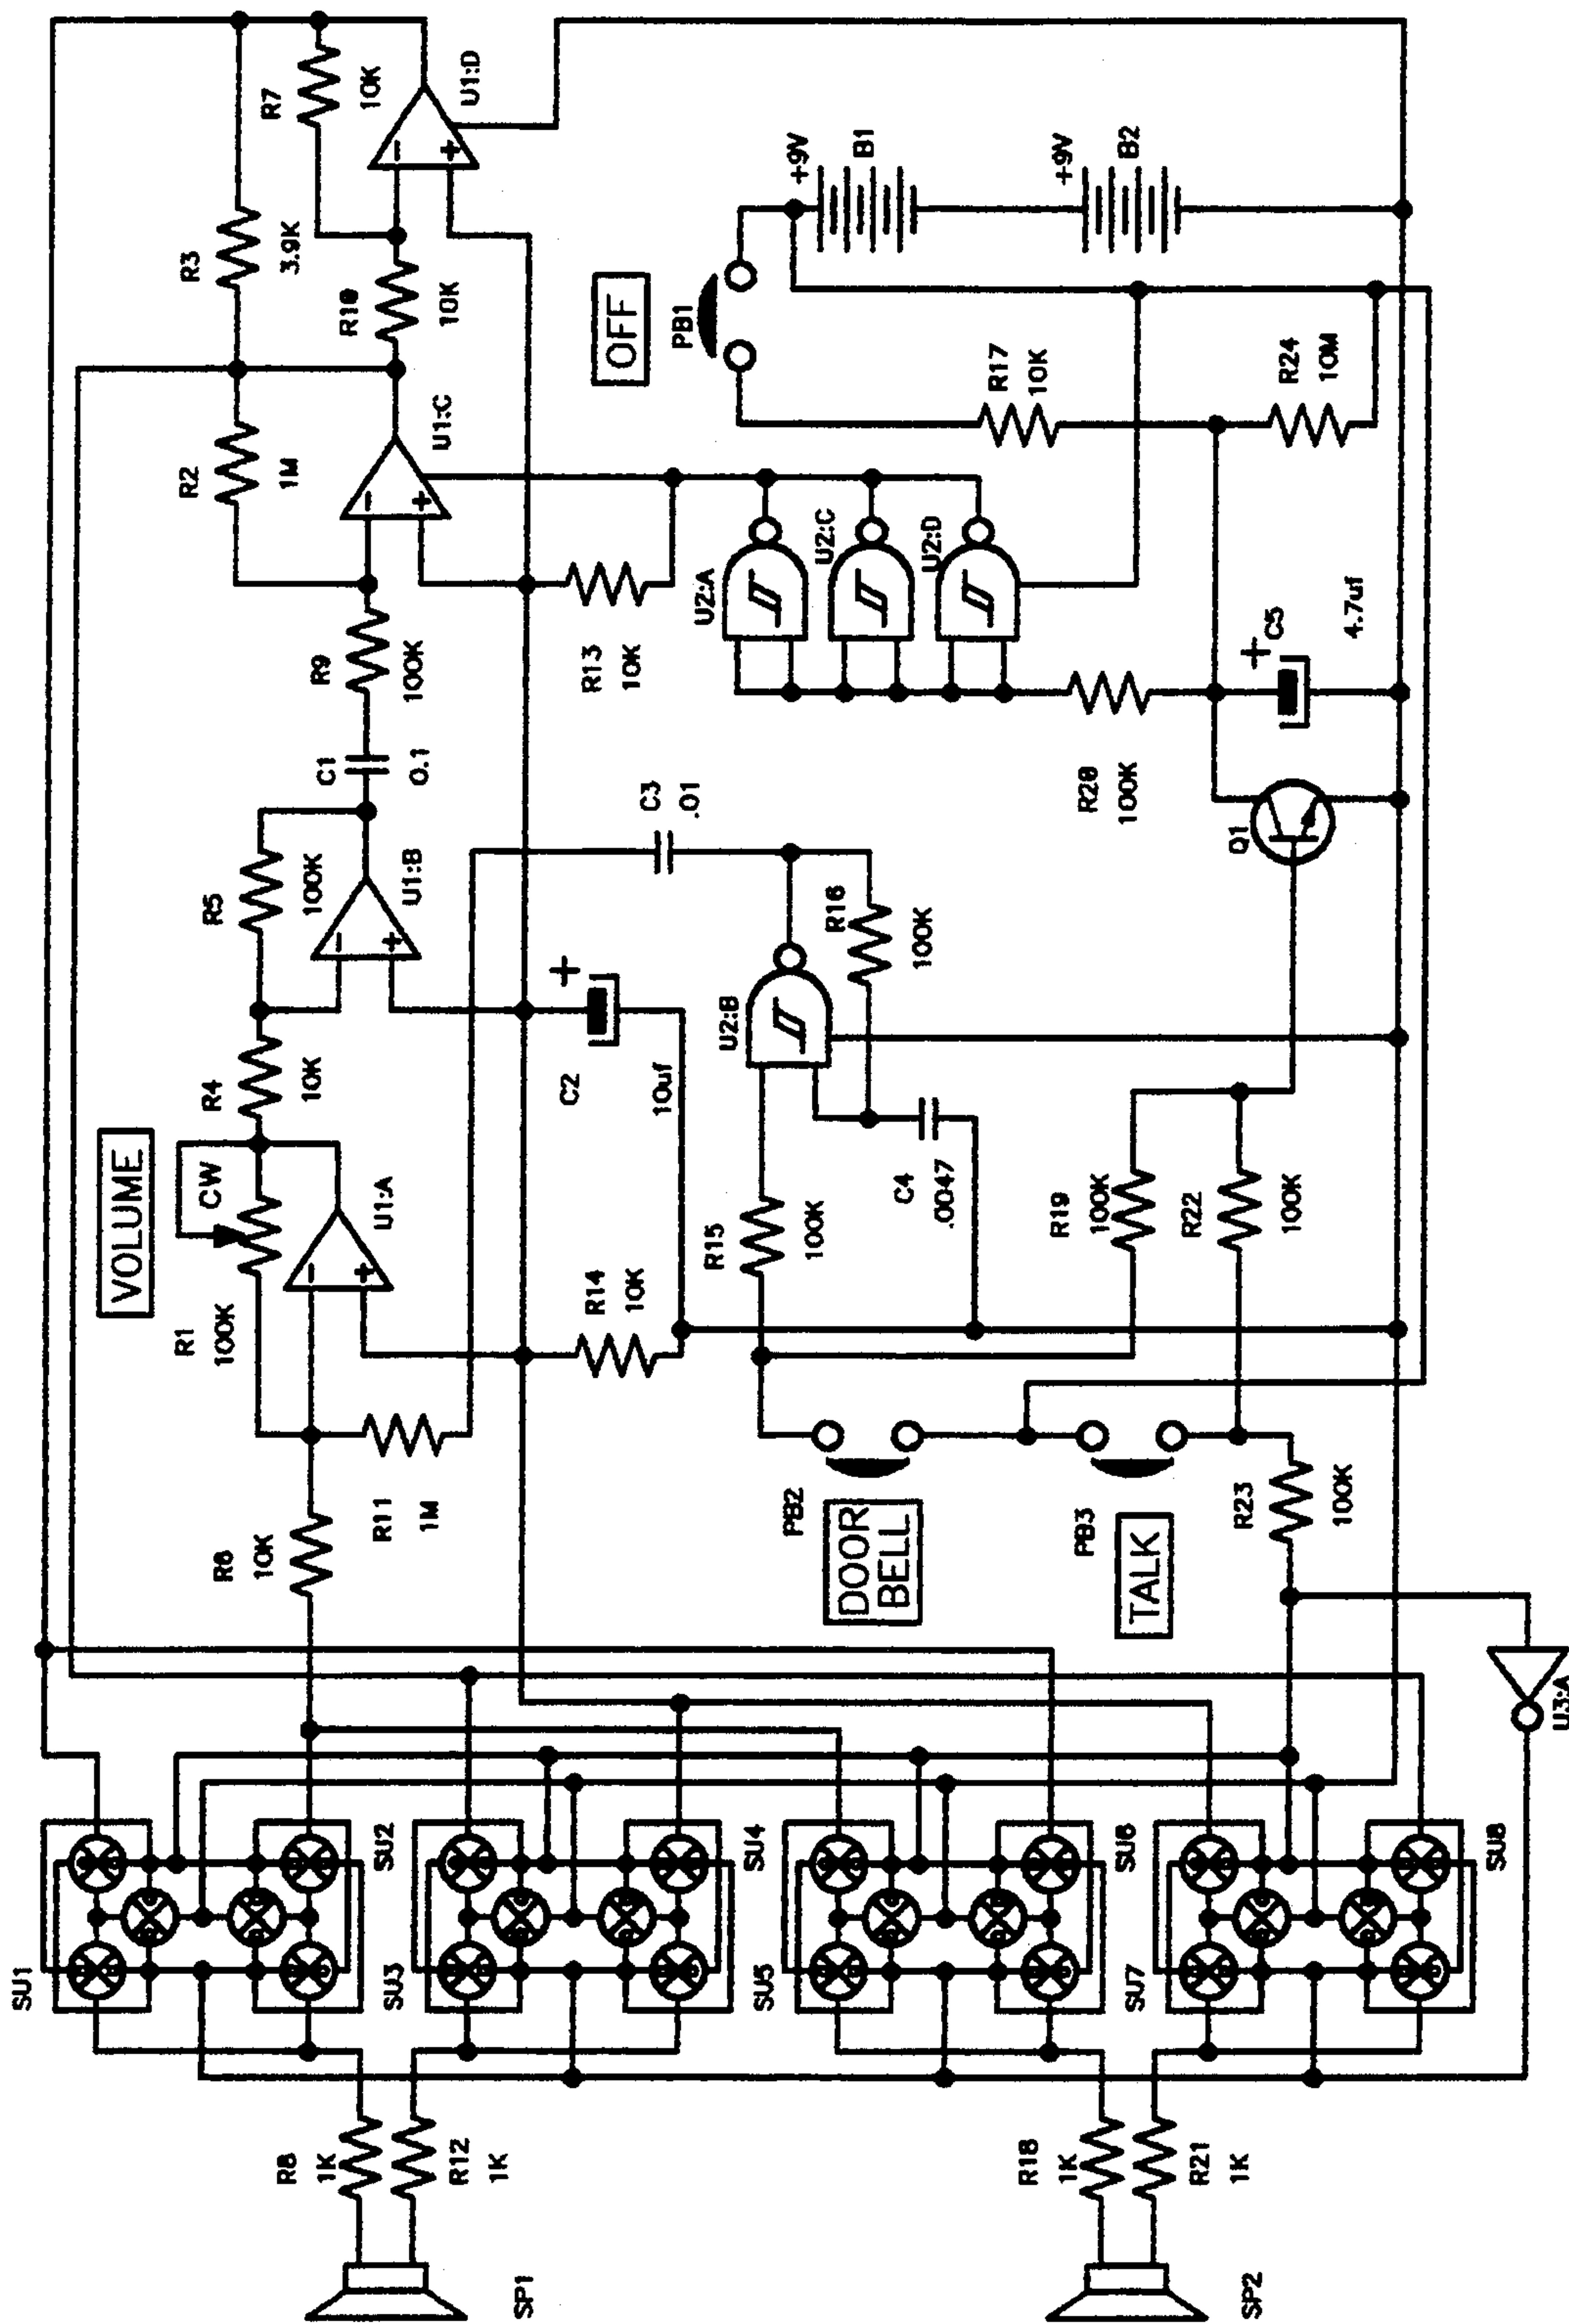 R7
10K
U1:D
R3
3.9K
R10
10K
+9V
B1
+9V
B2
OFF
PB1
R17
10K
R24
10M
R2
1M
U1:C
R9
100K
R13
10K
U2:A
U2:C
U2:D
C5
4.7uf
C1
0.1
C3
.01
R20
100K
Q1
R5
100K
U1:B
R16
100K
R4
10K
C2
10uf
U2:B
VOLUME
CW
U1:A
R1
100K
R14
10K
R15
100K
C4
.0047
R19
100K
R22
100K
R6
10K
R11
1M
PB2
DOOR
BELL
PB3
TALK
R23
100K
U3:A
SU1
SU2
SU3
SU4
SU5
SU6
SU7
SU8
R8
1K
R12
1K
R18
1K
R21
1K
SP1
SP2
+
+
-
+
-
+
-
+
-
+